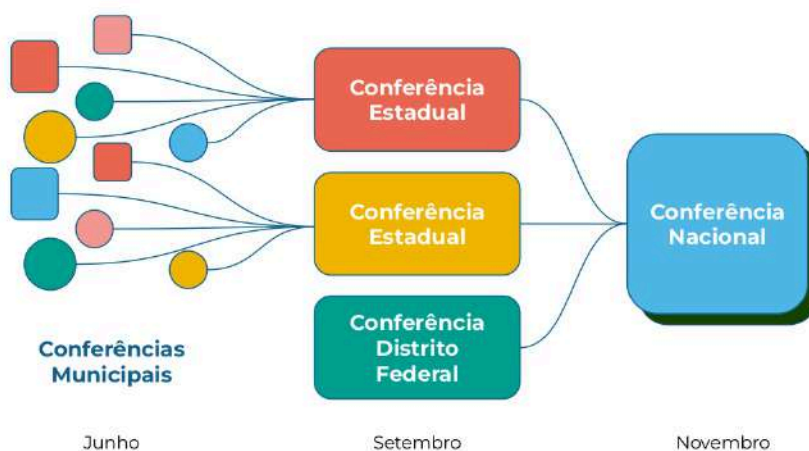 Conferência
Estadual
Conferência
Estadual
Conferência
Distrito
Federal
Conferência
Nacional
Conferências
Municipais
Junho
Setembro
Novembro